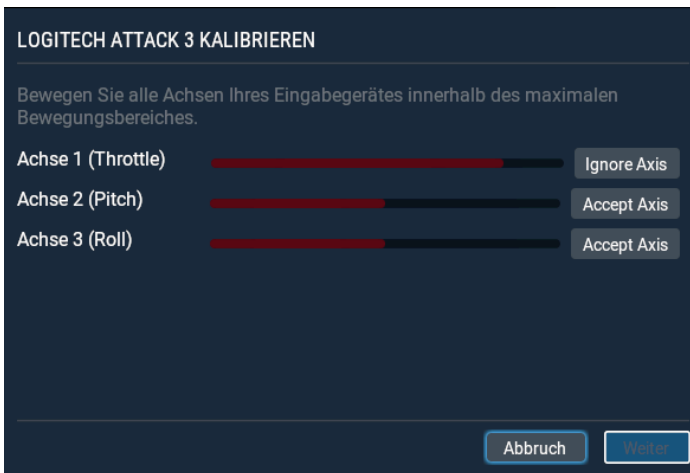 LOGITECH ATTACK 3 KALIBRIEREN
Bewegen Sie alle Achsen Ihres Eingabegerätes innerhalb des maximalen
Bewegungsbereiches.
Achse 1 (Throttle) Ignore Axis
Achse 2 (Pitch) Accept Axis
Achse 3 (Roll) Accept Axis
Abbruch Weiter